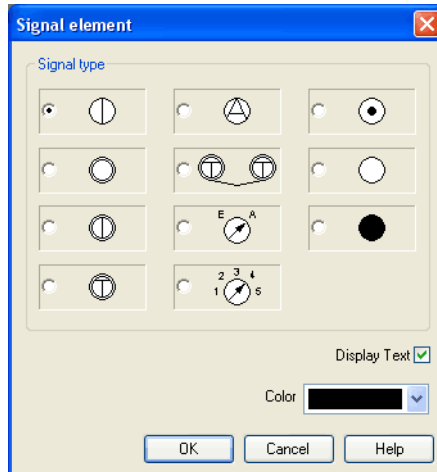 Signal element
Signal type
A
T T
E A
T
2 3 4
1 5
Display Text
Color
OK Cancel Help